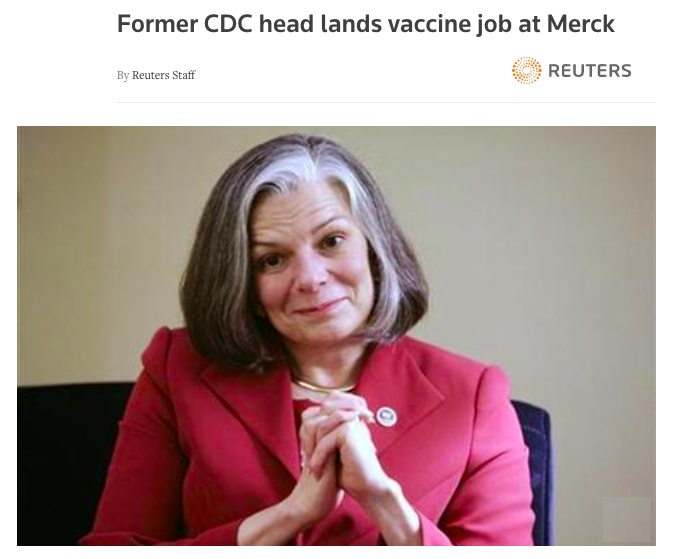 Former CDC head lands vaccine job at Merck
By Reuters Staff
REUTERS